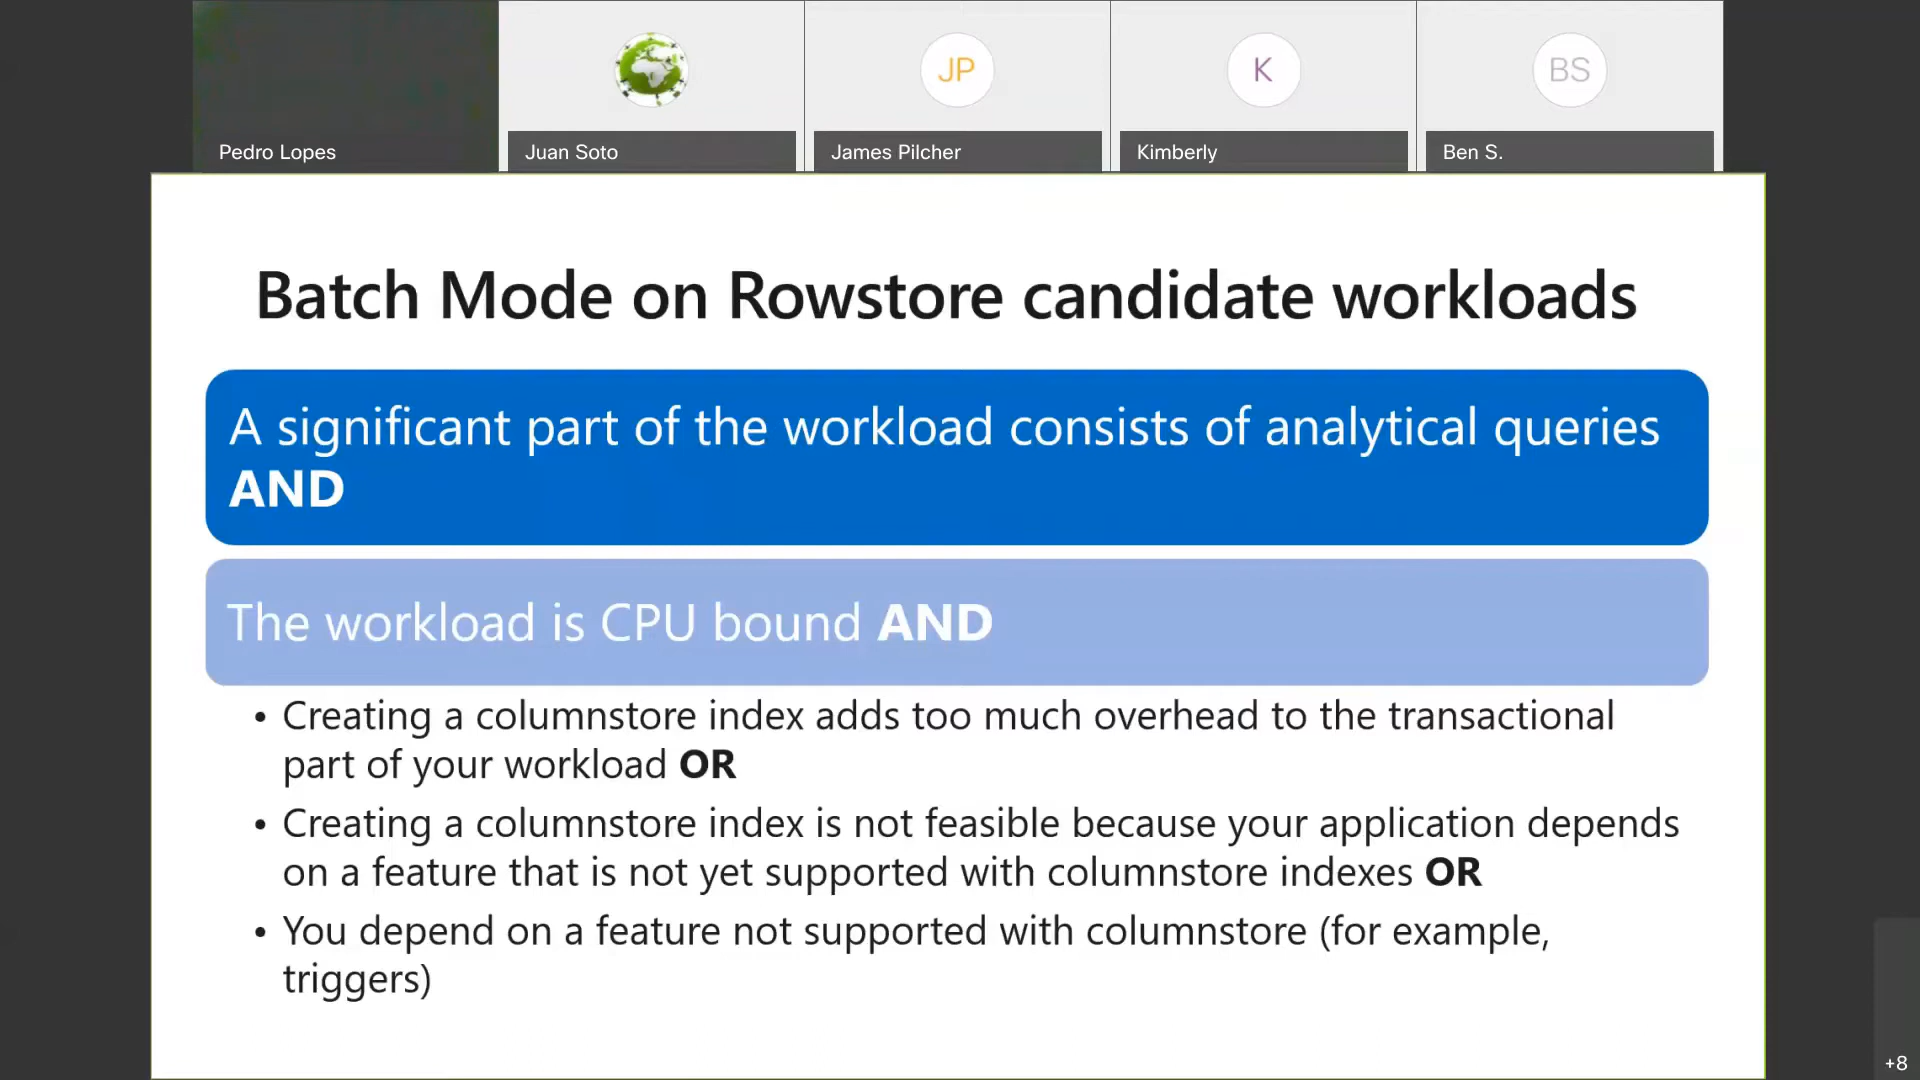 JP
K
BS
Pedro Lopes
Juan Soto
James Pilcher
Kimberly
Ben S.
Batch Mode on Rowstore candidate workloads
A significant part of the workload consists of analytical queries
AND
The workload is CPU bound AND
• Creating a columnstore index adds too much overhead to the transactional
part of your workload OR
• Creating a columnstore index is not feasible because your application depends
on a feature that is not yet supported with columnstore indexes OR
• You depend on a feature not supported with columnstore (for example,
triggers)
+8